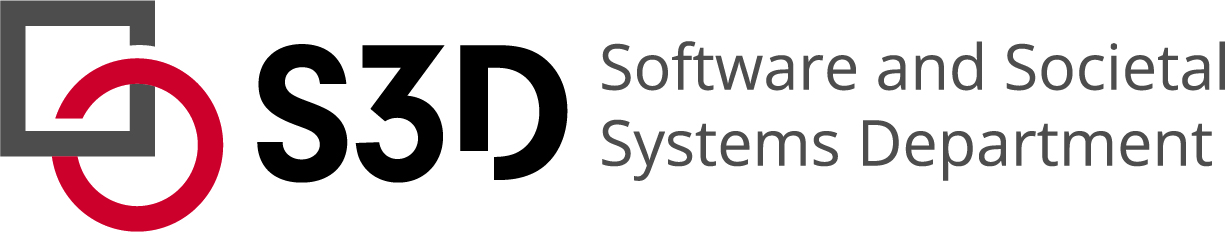 S3D
Software and Societal
Systems Department